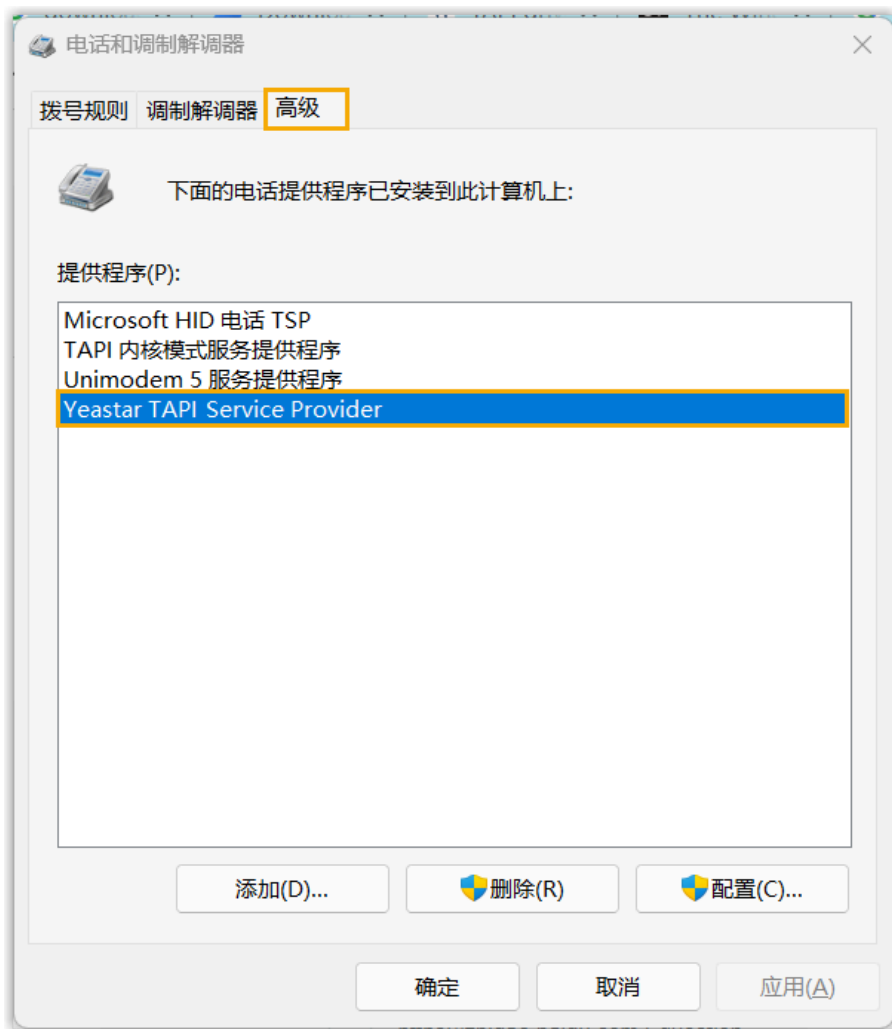 电话和调制解调器
拨号规则 调制解调器 高级
下面的电话提供程序已安装到此计算机上:
提供程序(P):
Microsoft HID 电话 TSP
TAPI 内核模式服务提供程序
Unimodem 5 服务提供程序
Yeastar TAPI Service Provider
添加(D)... 删除(R) 配置(C)...
确定 取消 应用(A)